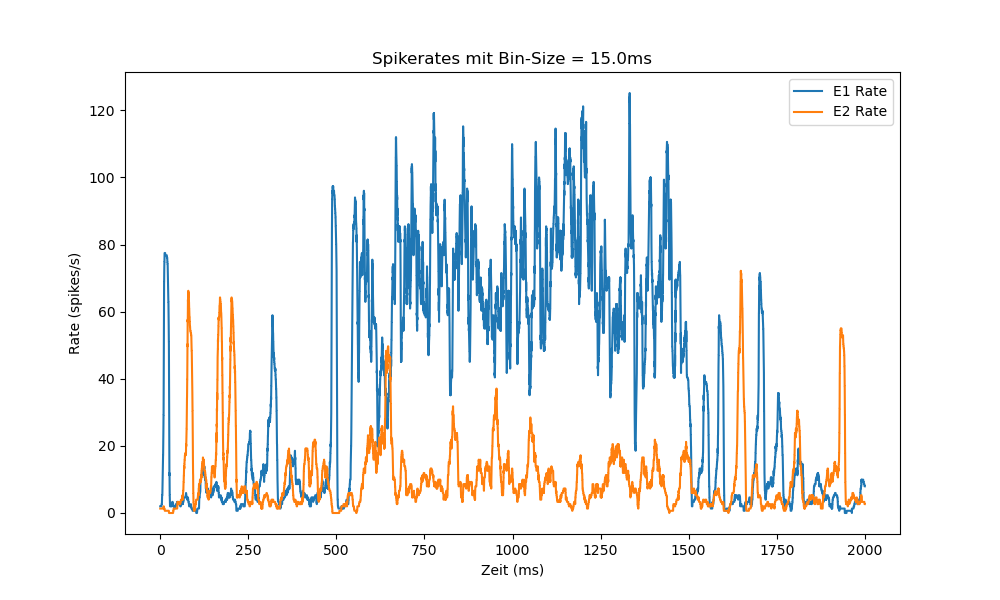 Spikerates mit Bin-Size = 15.0ms
E1 Rate
E2 Rate
Rate (spikes/s)
120
100
80
60
40
20
0
0 250 500 750 1000 1250 1500 1750 2000
Zeit (ms)